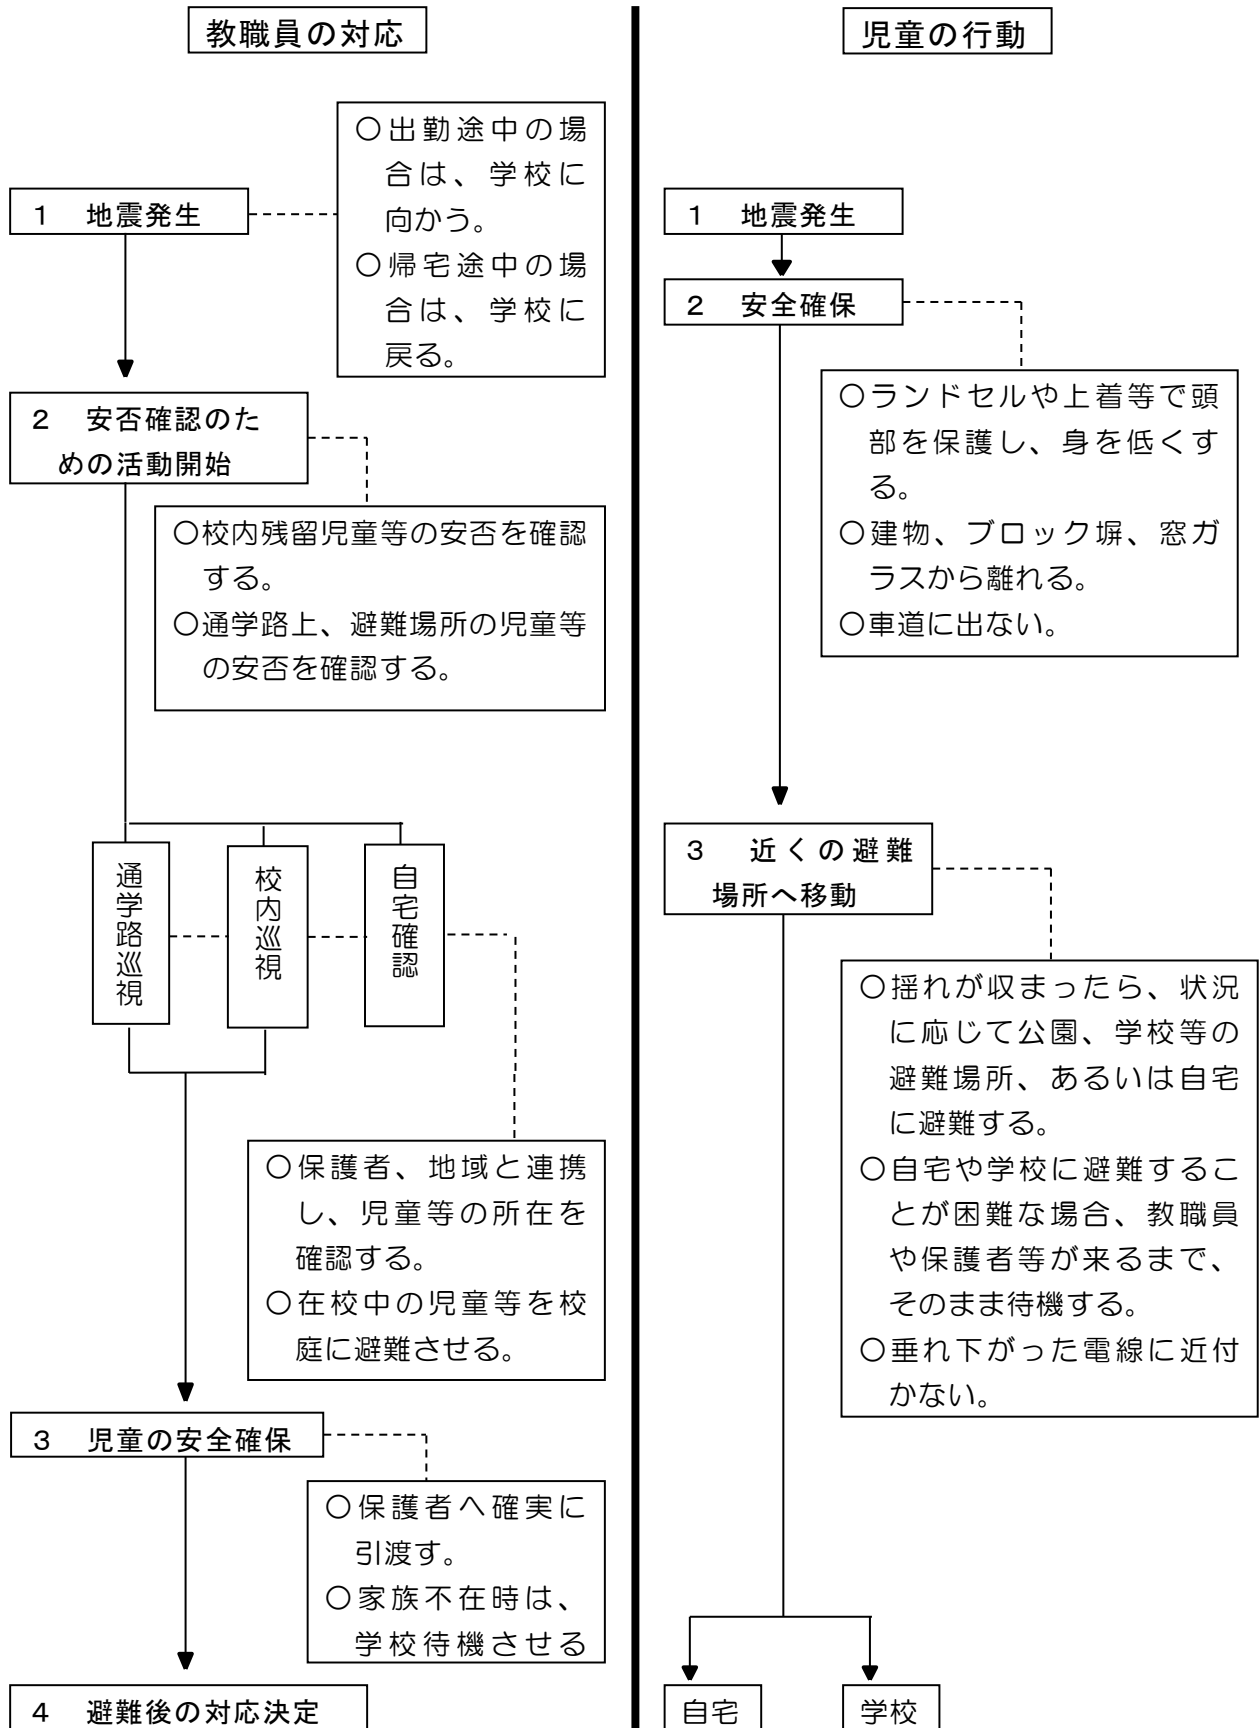 教職員の対応
○出勤途中の場
合は、学校に
向かう。
○帰宅途中の場
合は、学校に
戻る。
１　地震発生
２　安否確認のた
めの活動開始
○校内残留児童等の安否を確認
する。
○通学路上、避難場所の児童等
の安否を確認する。
通学路巡視
校内巡視
自宅確認
○保護者、地域と連携
し、児童等の所在を
確認する。
○在校中の児童等を校
庭に避難させる。
３　児童の安全確保
○保護者へ確実に
引渡す。
○家族不在時は、
学校待機させる
４　避難後の対応決定
児童の行動
１　地震発生
２　安全確保
○ランドセルや上着等で頭
部を保護し、身を低くす
る。
○建物、ブロック塀、窓ガ
ラスから離れる。
○車道に出ない。
３　近くの避難
場所へ移動
○揺れが収まったら、状況
に応じて公園、学校等の
避難場所、あるいは自宅
に避難する。
○自宅や学校に避難するこ
とが困難な場合、教職員
や保護者等が来るまで、
そのまま待機する。
○垂れ下がった電線に近付
かない。
自宅
学校